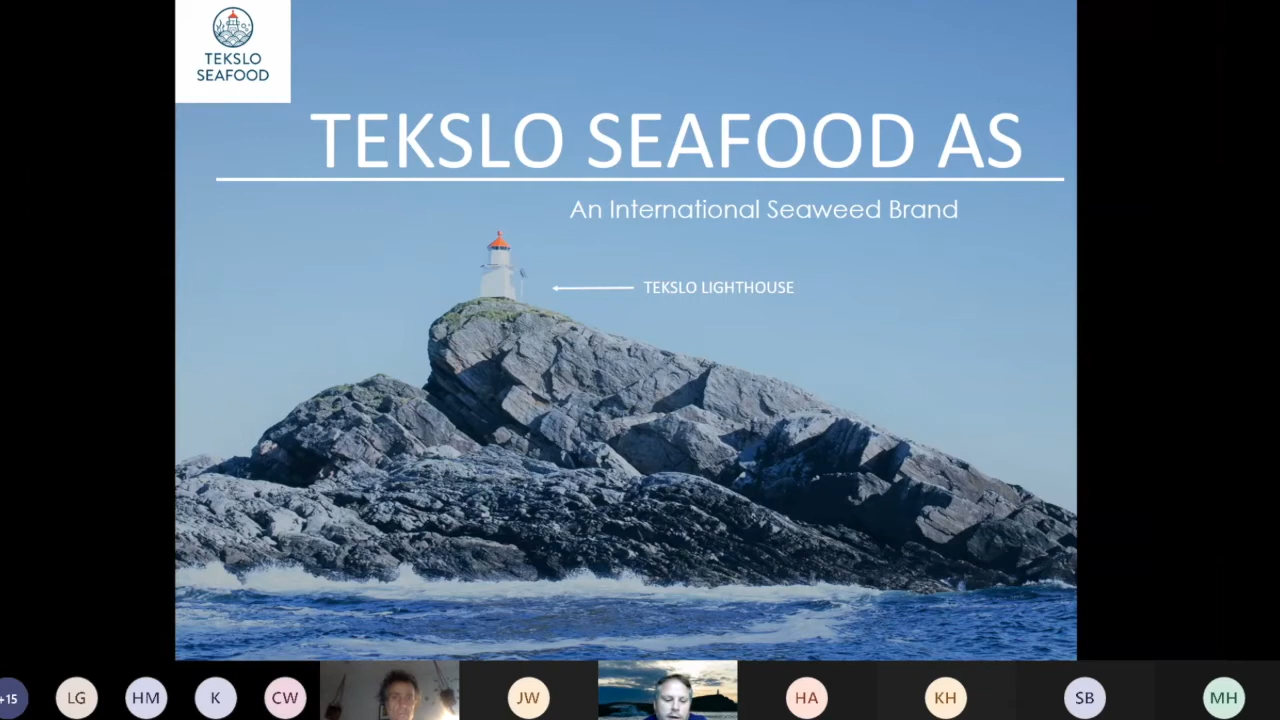 TEKSLO
SEAFOOD
TEKSLO SEAFOOD AS
An International Seaweed Brand
TEKSLO LIGHTHOUSE
+15
LG
HM
K
CW
JW
HA
KH
SB
MH